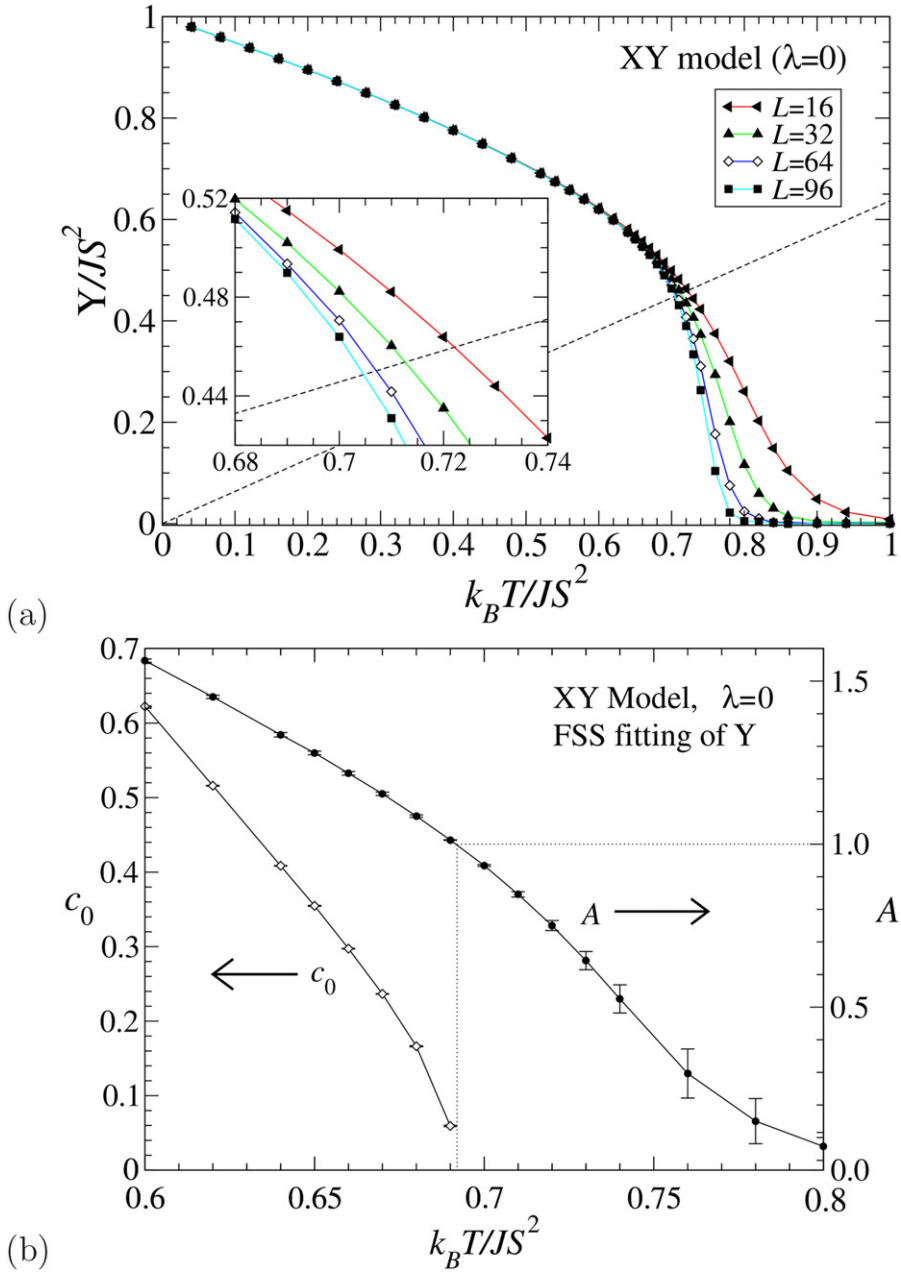 XY model (λ=0)
L=16
L=32
L=64
L=96
Y/JS²
1
0.8
0.6
0.4
0.2
0
0.52
0.48
0.44
0.68 0.7 0.72 0.74
0 0.1 0.2 0.3 0.4 0.5 0.6 0.7 0.8 0.9 1
k_B T/JS²
(a)
XY Model, λ=0
FSS fitting of Y
c₀
0.7
0.6
0.5
0.4
0.3
0.2
0.1
0
A
c₀
1.5
1.0
0.5
0.0
A
0.6 0.65 0.7 0.75 0.8
k_B T/JS²
(b)